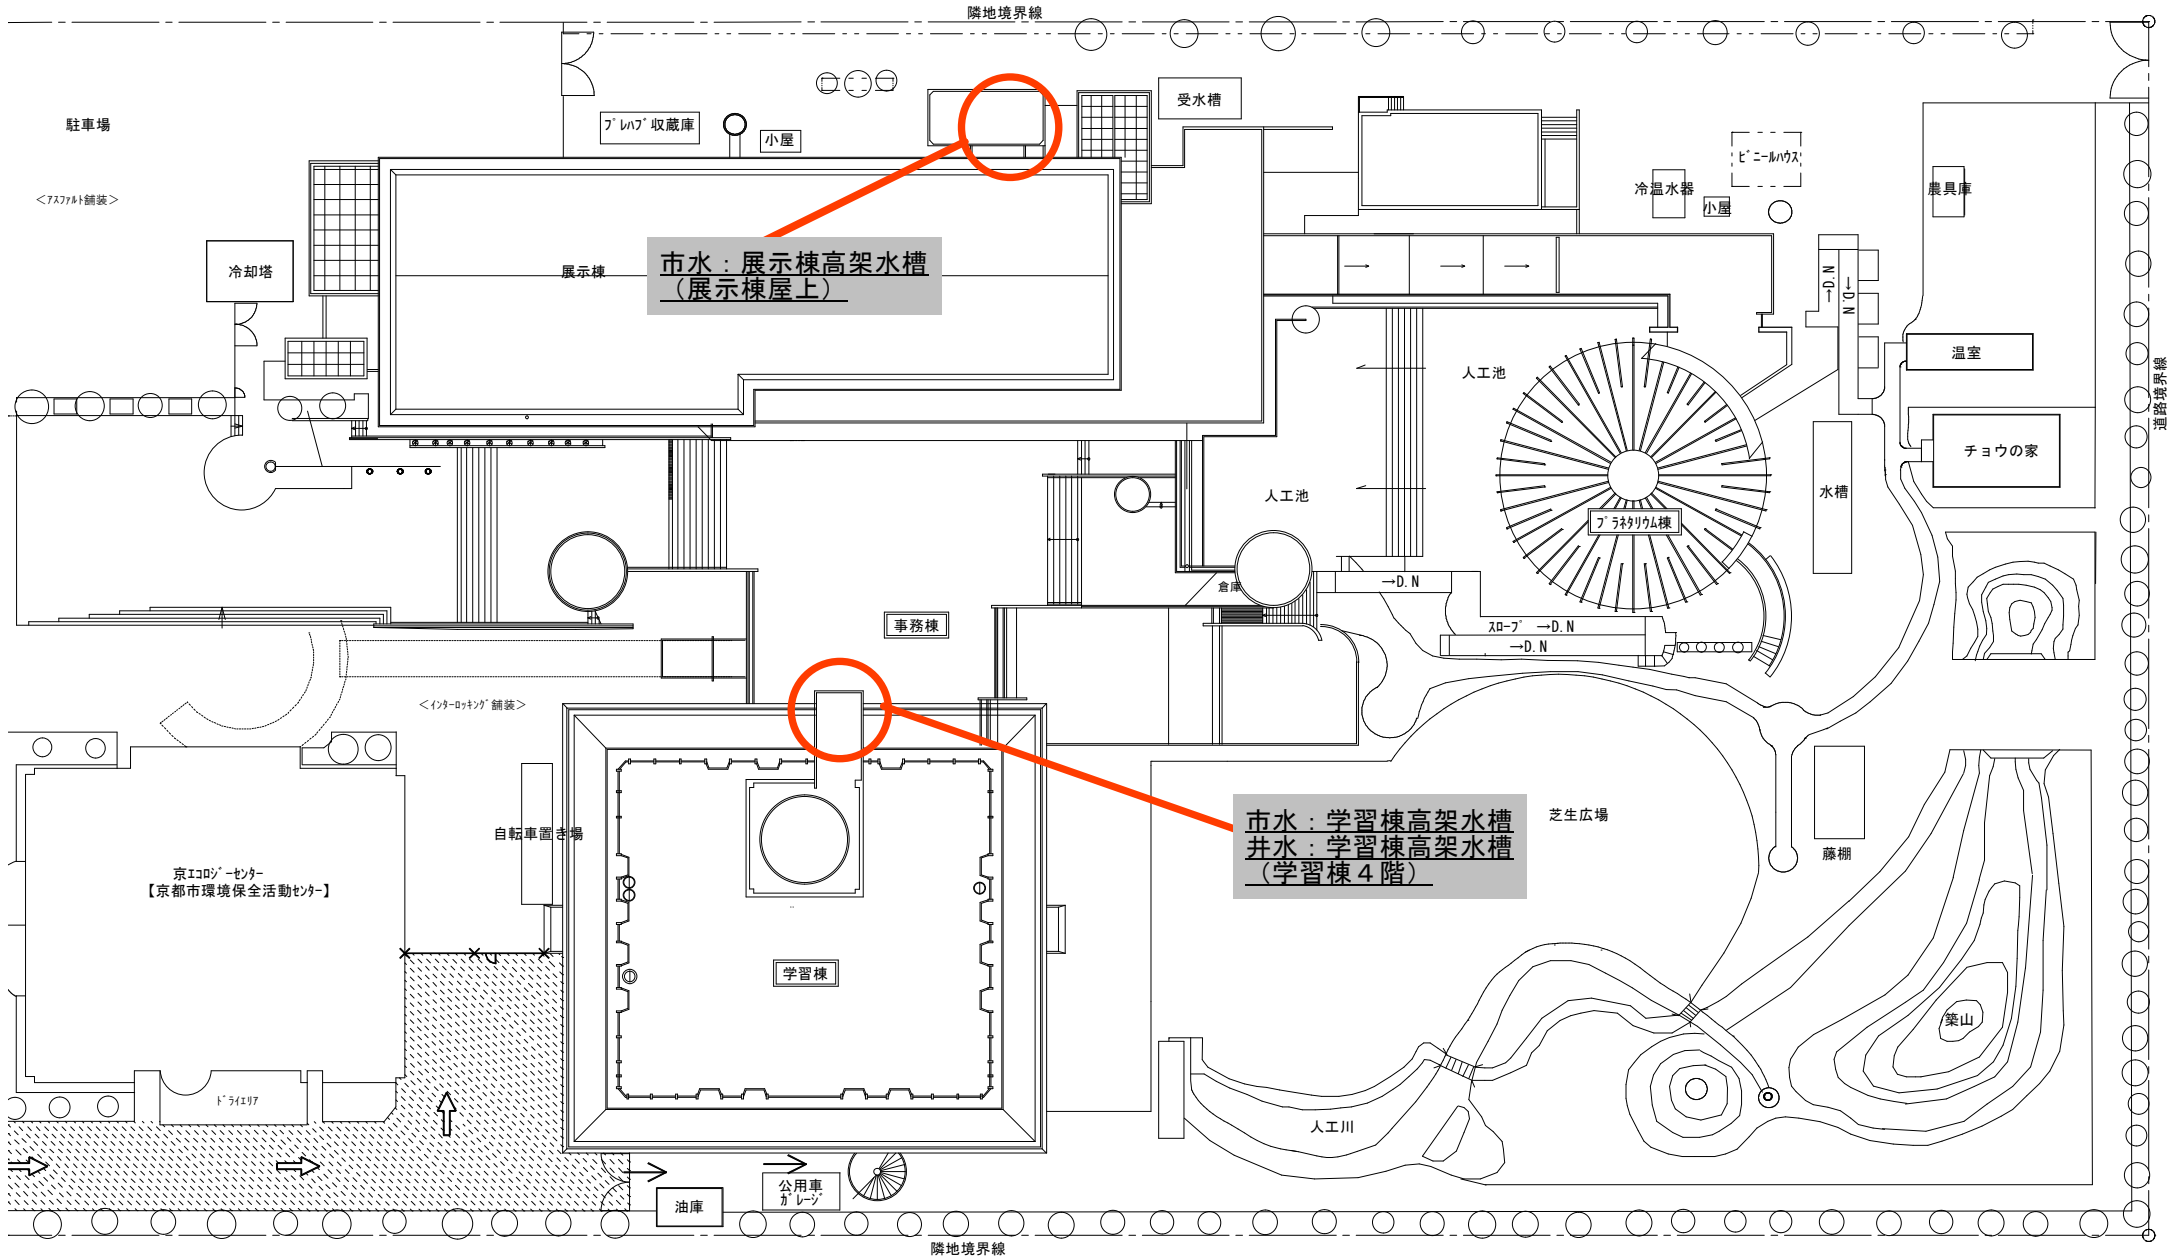 隣地境界線
駐車場
プレハブ収蔵庫
小屋
受水槽
<アスファルト舗装>
ビニールハウス
冷温水器
小屋
農具庫
冷却塔
展示棟
市水：展示棟高架水槽
（展示棟屋上）
→D.N
→D.N
人工池
温室
道路境界線
チョウの家
人工池
水槽
プラネタリウム棟
倉庫
→D.N
事務棟
スロープ →D.N
→D.N
<インターロッキング舗装>
自転車置き場
市水：学習棟高架水槽
井水：学習棟高架水槽
（学習棟４階）
芝生広場
藤棚
京エコロジーセンター
【京都市環境保全活動センター】
学習棟
築山
ドライエリア
人工川
公用車
ガレージ
油庫
隣地境界線